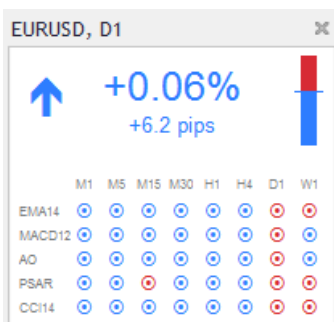 EURUSD, D1
+0.06%
+6.2 pips
M1 M5 M15 M30 H1 H4 D1 W1
EMA14
MACD12
AO
PSAR
CCI14